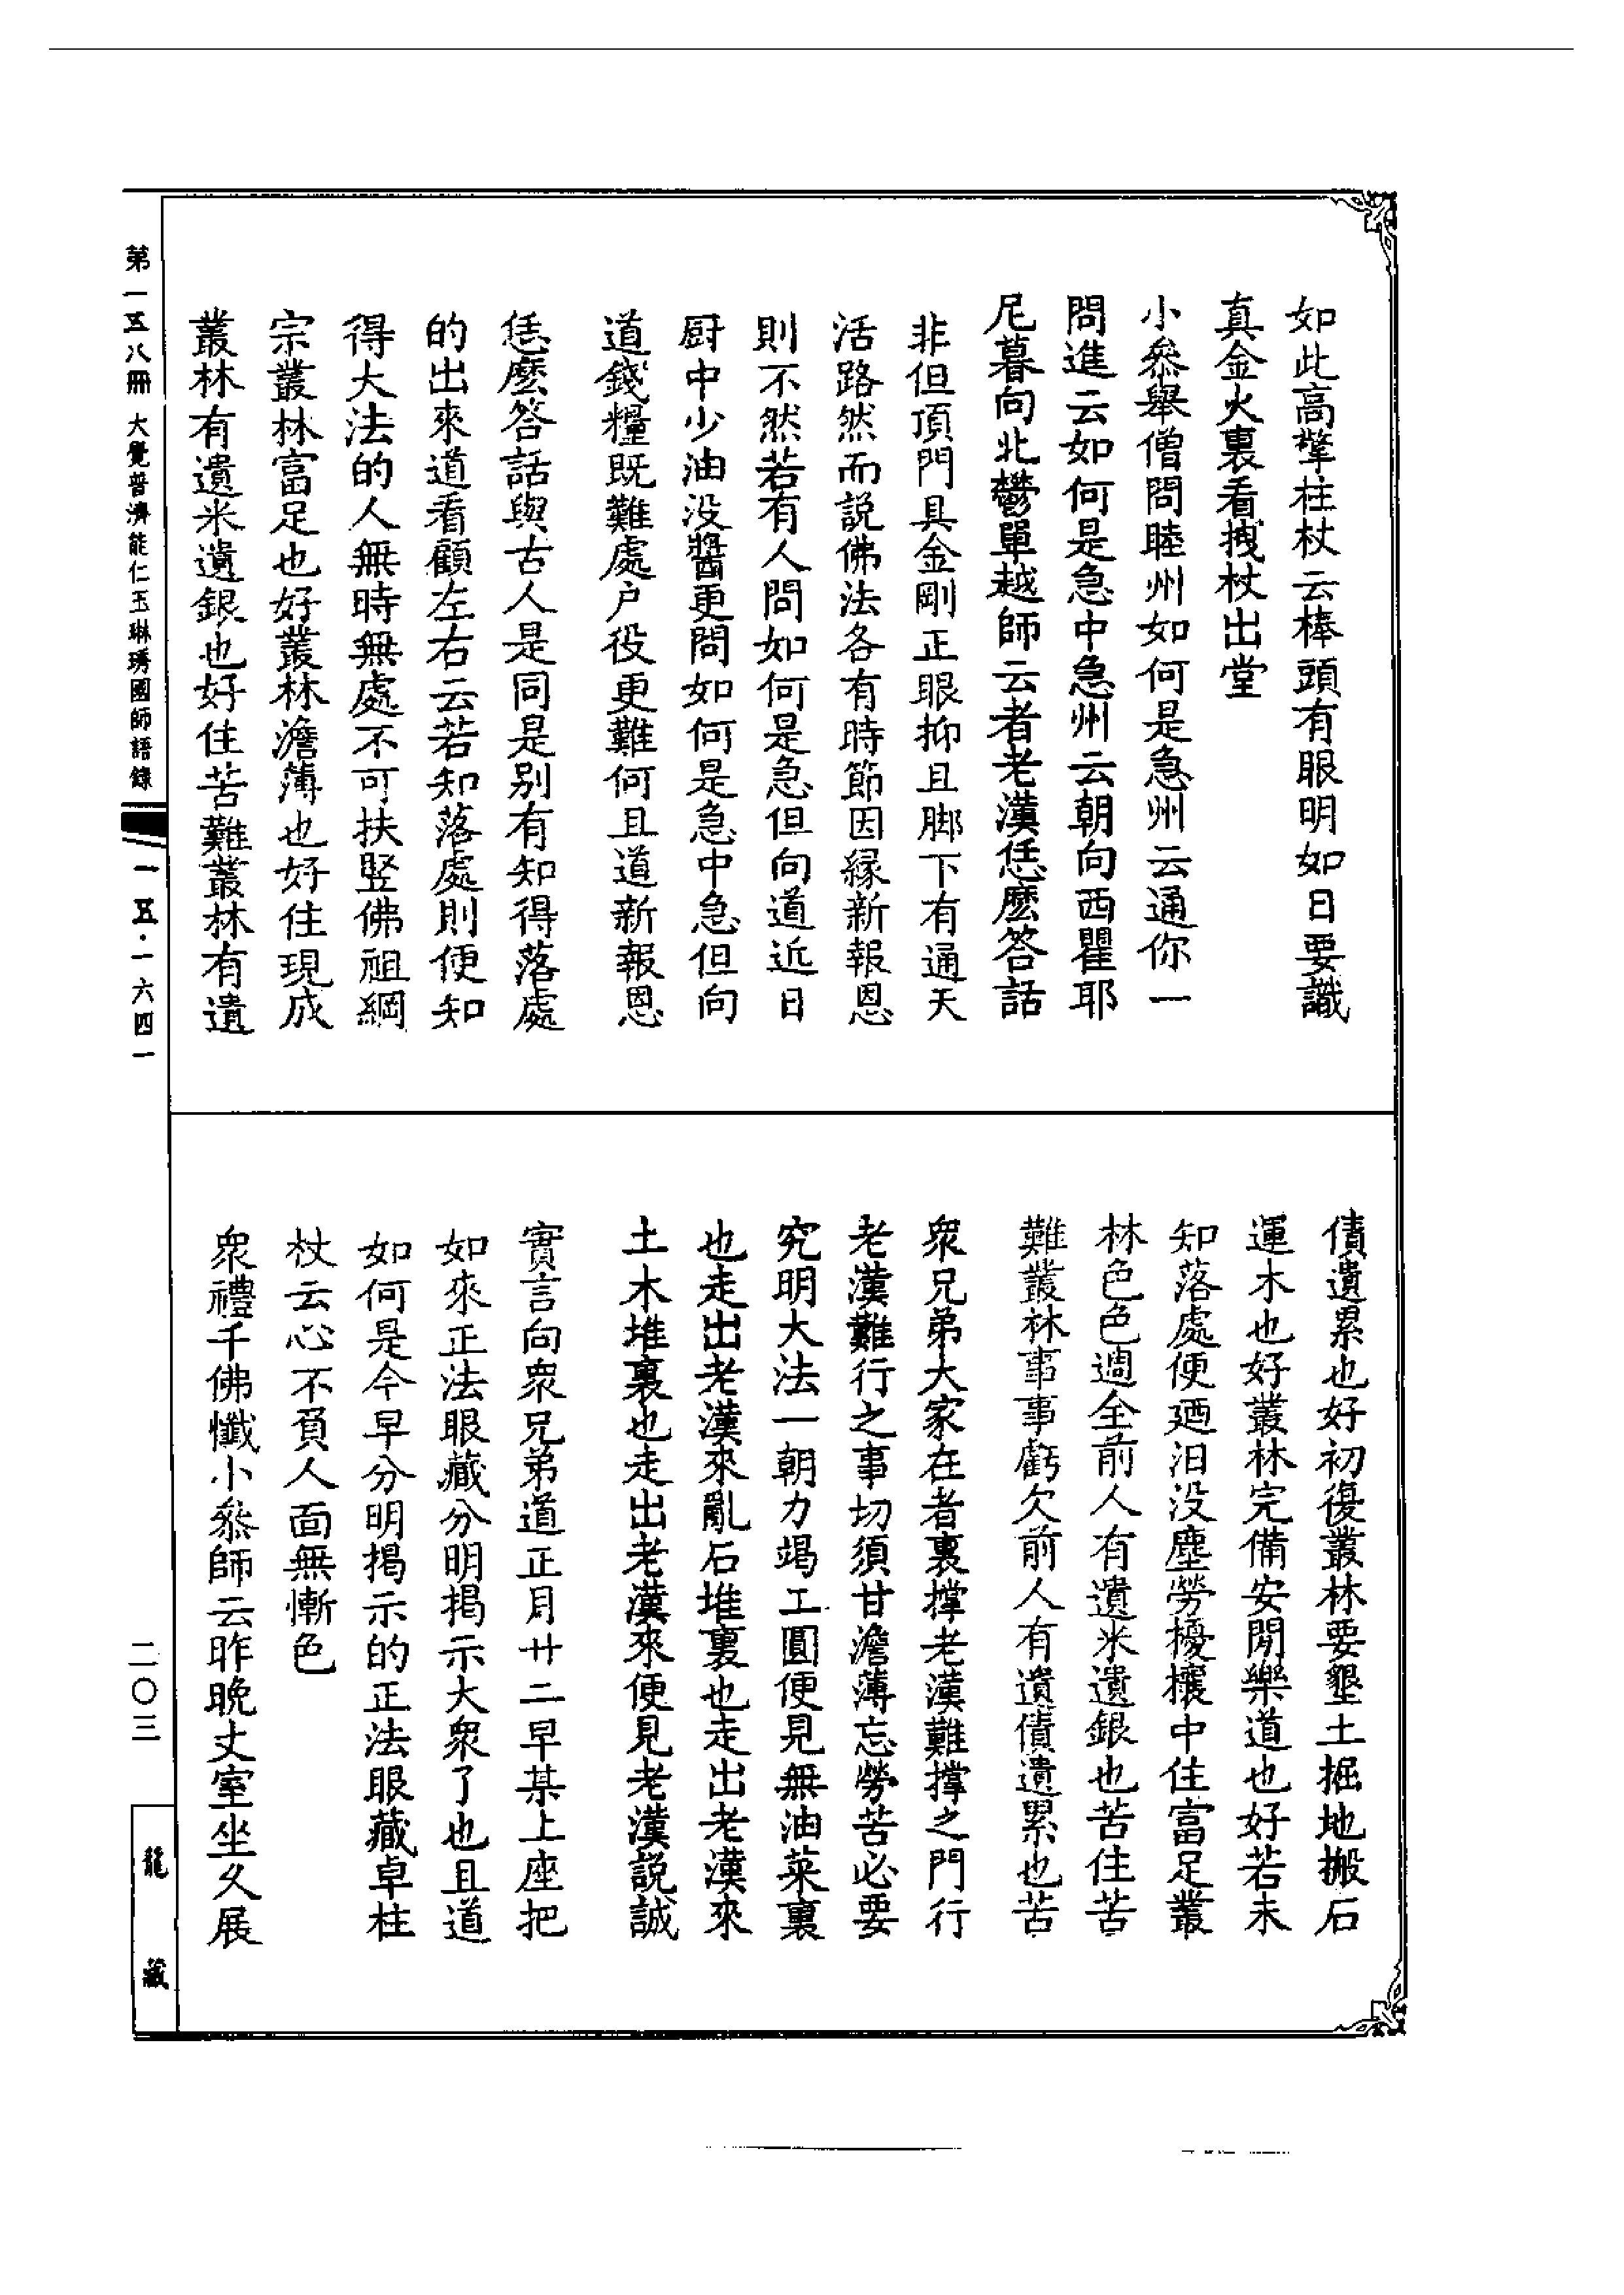 如此高擎柱杖云棒頭有眼明如日要識
真金火裏看拽杖出堂
小叅舉僧問睦州如何是急州云通你一
問進云如何是急中急州云朝向西瞿耶
尼暮向北鬱單越師云者老漢恁麽答話
非但頂門具金剛正眼抑且脚下有通天
活路然而説佛法各有時節因緣新報恩
則不然若有人問如何是急但向道近日
厨中少油没醬更問如何是急中急但向
道錢糧既難處户役更難何且道新報恩
恁麽答話與古人是同是别有知得落處
的出來道看顧左右云若知落處則便知
得大法的人無時無處不可扶竪佛祖綱
宗叢林富足也好叢林澹薄也好住現成
叢林有遺米遺銀也好住苦難叢林有遺
債遺累也好初復叢林要墾土掘地搬石
運木也好叢林完備安閒樂道也好若未
知落處便廼汨没塵勞擾攘中住富足叢
林色色週全前人有遺米遺銀也苦住苦
難叢林事事虧欠前人有遺債遺累也苦
衆兄弟大家在者裏撑老漢難撑之門行
老漢難行之事切須甘澹薄忘勞苦必要
究明大法一朝力竭工圓便見無油菜裏
也走出老漢來亂石堆裏也走出老漢來
土木堆裏也走出老漢來便見老漢説誠
實言向衆兄弟道正月廿二早某上座把
如來正法眼藏分明揭示大衆了也且道
如何是今早分明揭示的正法眼藏卓柱
杖云心不負人面無慚色
衆禮千佛懺小叅師云昨晚丈室坐久展
第一五八冊 大覺普濟能仁玉琳琇國師語錄
一五·一六四一
二〇三
龍藏